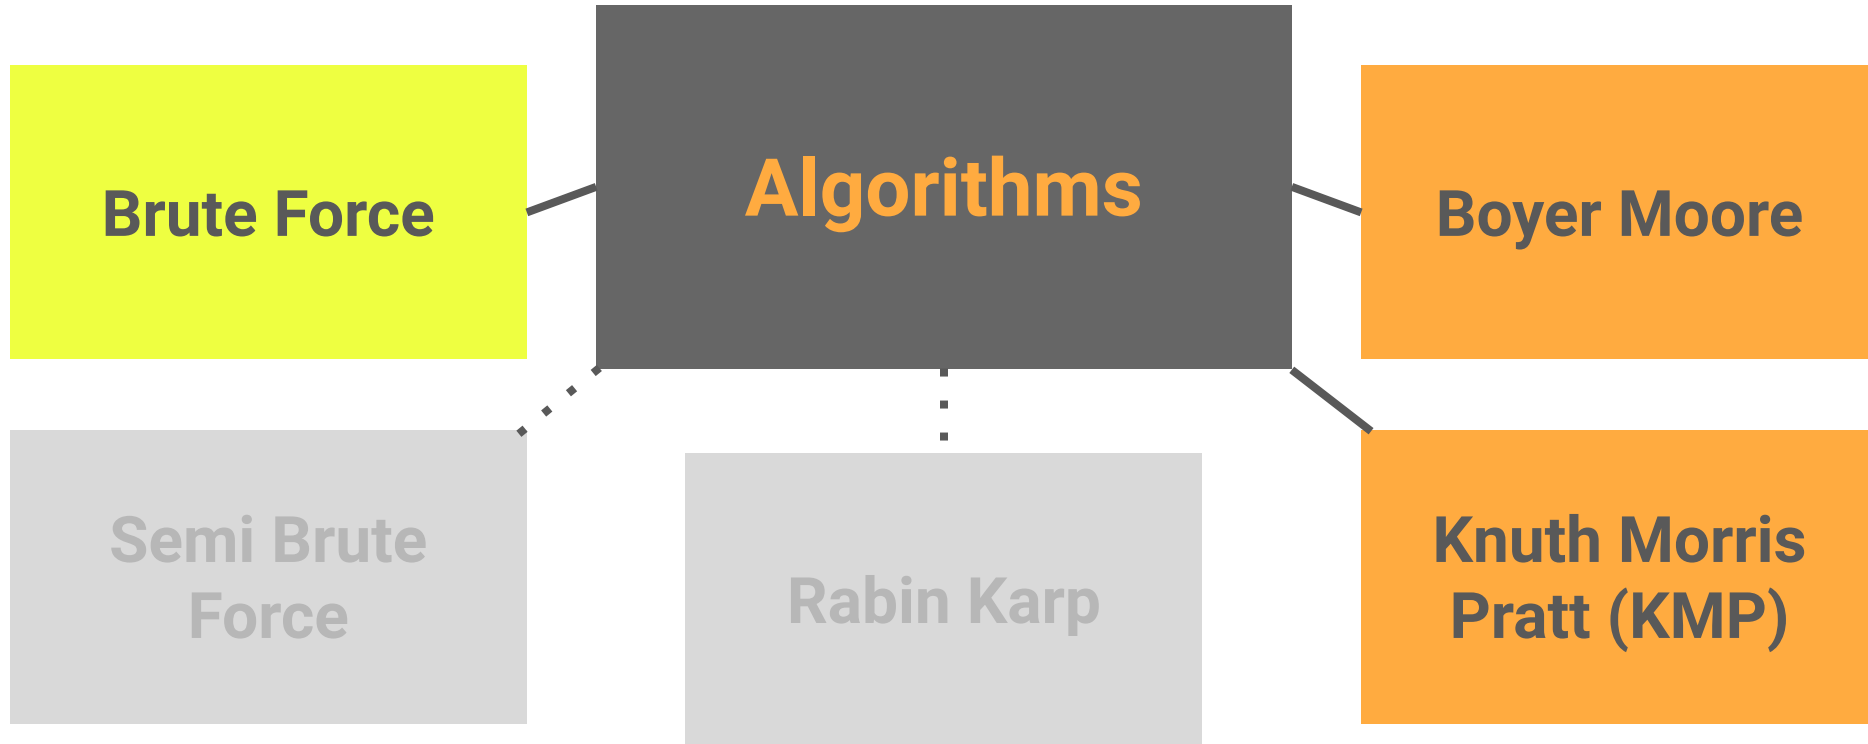 Algorithms
Brute Force
Boyer Moore
Semi Brute
Force
Rabin Karp
Knuth Morris
Pratt (KMP)